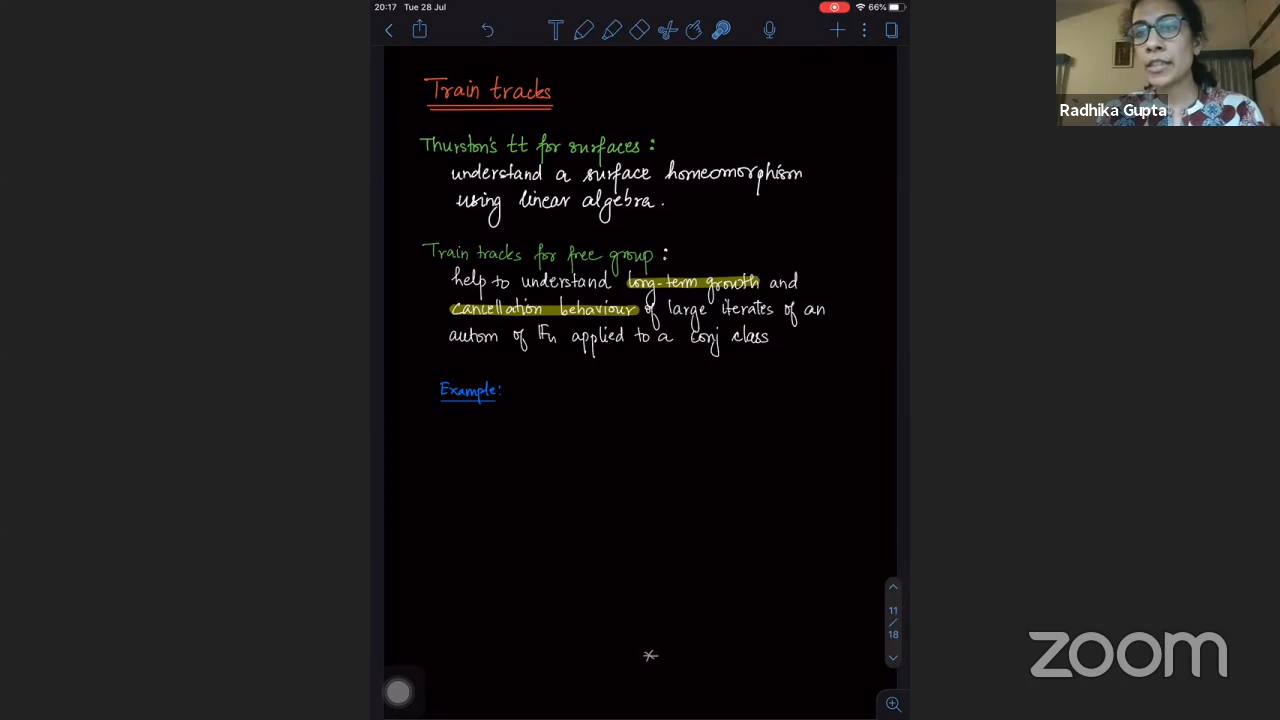 20:17 Tue 28 Jul
66%
Train tracks
Thurston's tt for surfaces :
understand a surface homeomorphism
using linear algebra.
Train tracks for free group :
help to understand long-term growth and
cancellation behaviour of large iterates of an
autom of Fn applied to a conj class
Example:
11
/
18
Radhika Gupta
zoom